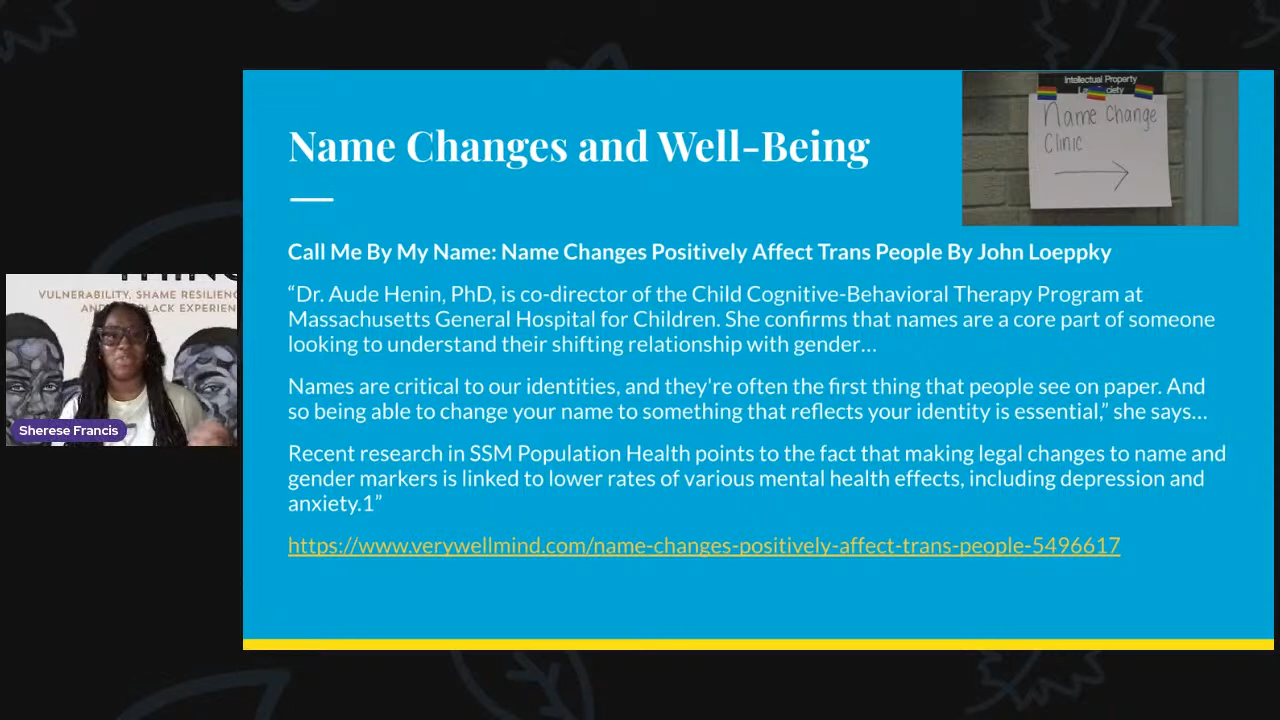 Intellectual Property
Name Change
Clinic
Name Changes and Well-Being
Call Me By My Name: Name Changes Positively Affect Trans People By John Loeppky
“Dr. Aude Henin, PhD, is co-director of the Child Cognitive-Behavioral Therapy Program at
Massachusetts General Hospital for Children. She confirms that names are a core part of someone
looking to understand their shifting relationship with gender…
Names are critical to our identities, and they're often the first thing that people see on paper. And
so being able to change your name to something that reflects your identity is essential,” she says…
Recent research in SSM Population Health points to the fact that making legal changes to name and
gender markers is linked to lower rates of various mental health effects, including depression and
anxiety.1”
https://www.verywellmind.com/name-changes-positively-affect-trans-people-5496617
VULNERABILITY, SHAME RESILIENC
Sherese Francis